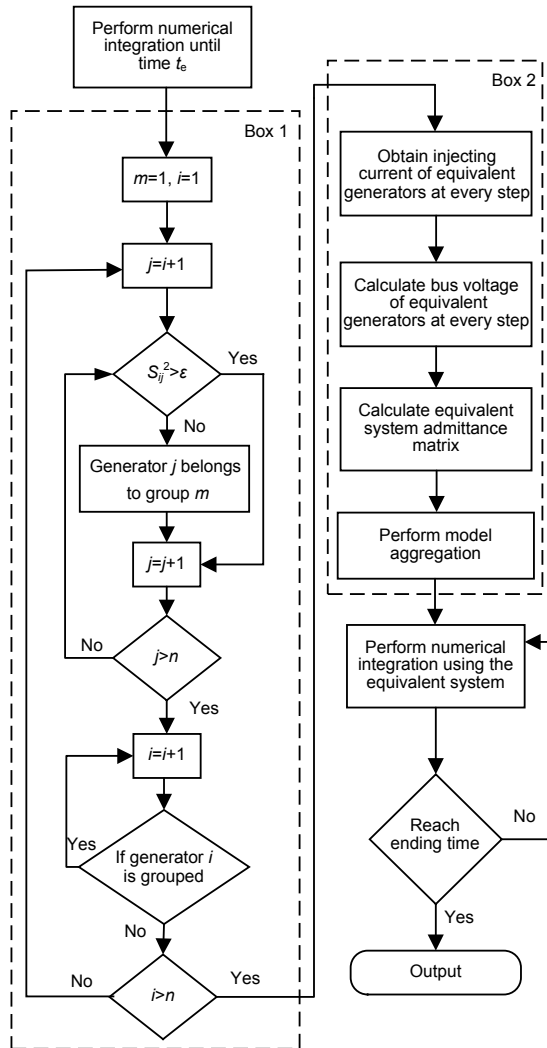 Perform numerical
integration until
time te
Box 1
m=1, i=1
j=i+1
Sij²>ε
Yes
No
Generator j belongs
to group m
j=j+1
No
j>n
Yes
i=i+1
Yes
If generator i
is grouped
No
No
i>n
Yes
Box 2
Obtain injecting
current of equivalent
generators at every step
Calculate bus voltage
of equivalent
generators at every step
Calculate equivalent
system admittance
matrix
Perform model
aggregation
Perform numerical
integration using the
equivalent system
Reach
ending time
No
Yes
Output